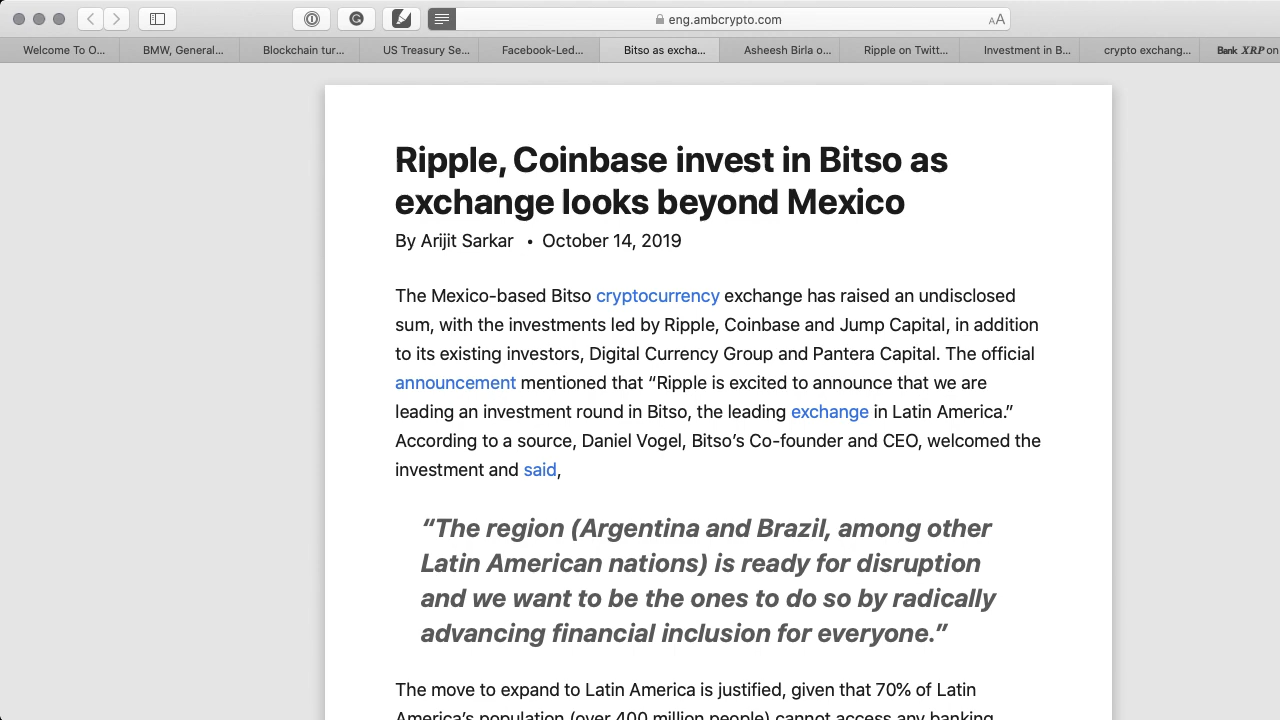 eng.ambcrypto.com
AA
Welcome To O...
BMW, General...
Blockchain tur...
US Treasury Se...
Facebook-Led...
Bitso as excha...
Asheesh Birla o...
Ripple on Twitt...
Investment in B...
crypto exchang...
Bank XRP on
Ripple, Coinbase invest in Bitso as
exchange looks beyond Mexico
By Arijit Sarkar • October 14, 2019
The Mexico-based Bitso cryptocurrency exchange has raised an undisclosed
sum, with the investments led by Ripple, Coinbase and Jump Capital, in addition
to its existing investors, Digital Currency Group and Pantera Capital. The official
announcement mentioned that “Ripple is excited to announce that we are
leading an investment round in Bitso, the leading exchange in Latin America.”
According to a source, Daniel Vogel, Bitso’s Co-founder and CEO, welcomed the
investment and said,
“The region (Argentina and Brazil, among other
Latin American nations) is ready for disruption
and we want to be the ones to do so by radically
advancing financial inclusion for everyone.”
The move to expand to Latin America is justified, given that 70% of Latin
America’s population (over 400 million people) cannot access any banking